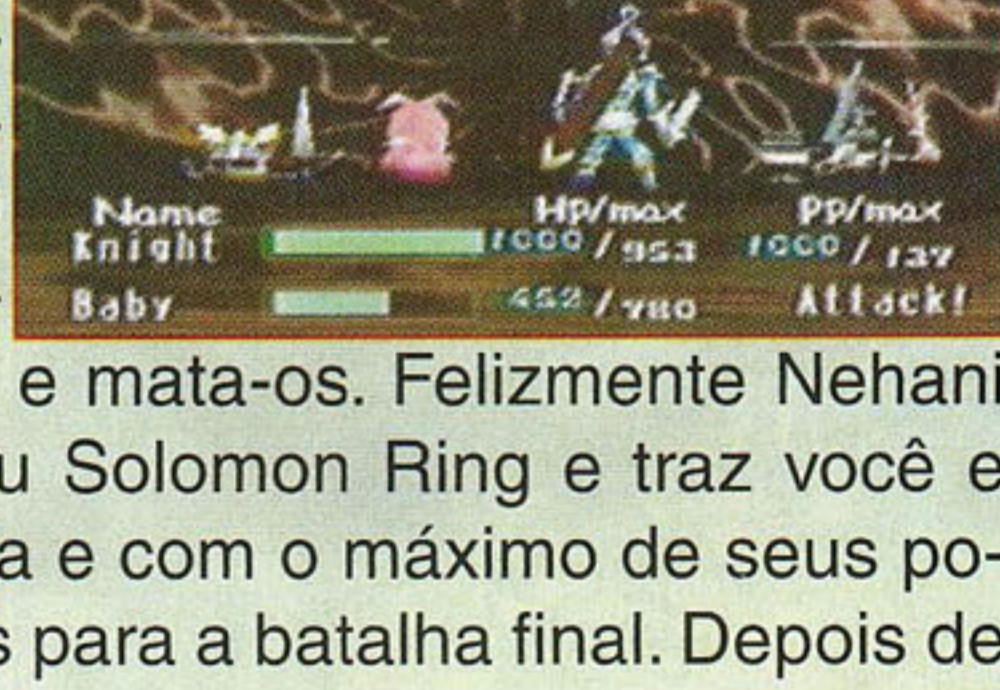 Name Hp/max Pp/max
Knight 1000/953 1000/137
Baby 452/780 Attack!
e mata-os. Felizmente Nehani
u Solomon Ring e traz você e
a e com o máximo de seus po-
s para a batalha final. Depois de